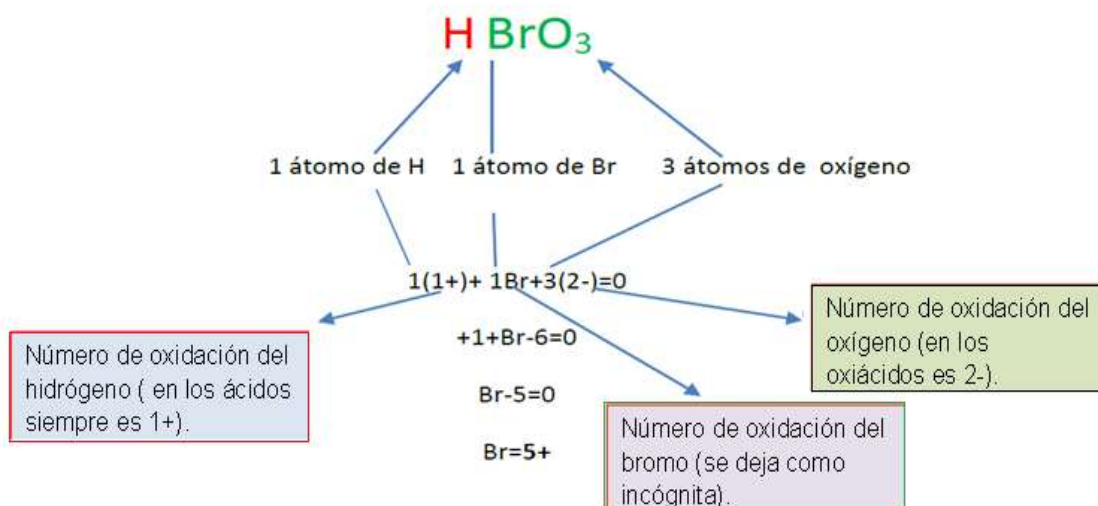 H BrO₃
1 átomo de H 1 átomo de Br 3 átomos de oxígeno
1(1+)+ 1Br+3(2-)=0
+1+Br-6=0
Br-5=0
Br=5+
Número de oxidación del
hidrógeno ( en los ácidos
siempre es 1+).
Número de oxidación del
bromo (se deja como
incógnita).
Número de oxidación del
oxígeno (en los
oxiácidos es 2-).